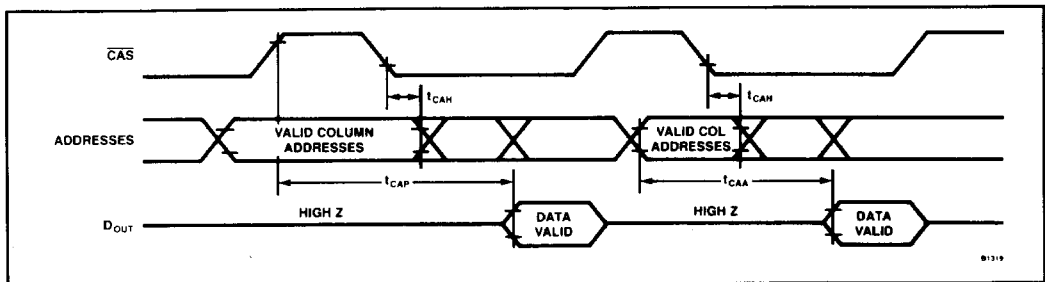 CAS
tCAH
tCAH
ADDRESSES
VALID COLUMN
ADDRESSES
VALID COL
ADDRESSES
tCAP
tCAA
DOUT
HIGH Z
DATA
VALID
HIGH Z
DATA
VALID
B1319